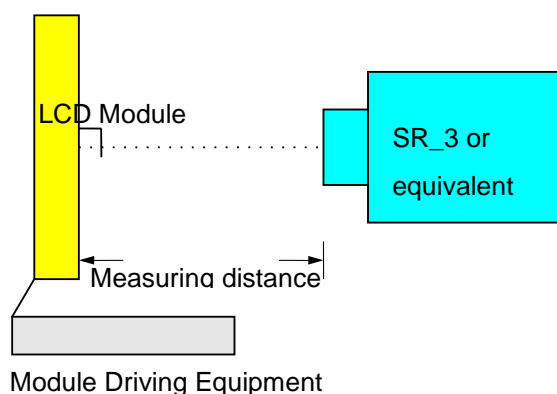 LCD Module
SR_3 or
equivalent
Measuring distance
Module Driving Equipment